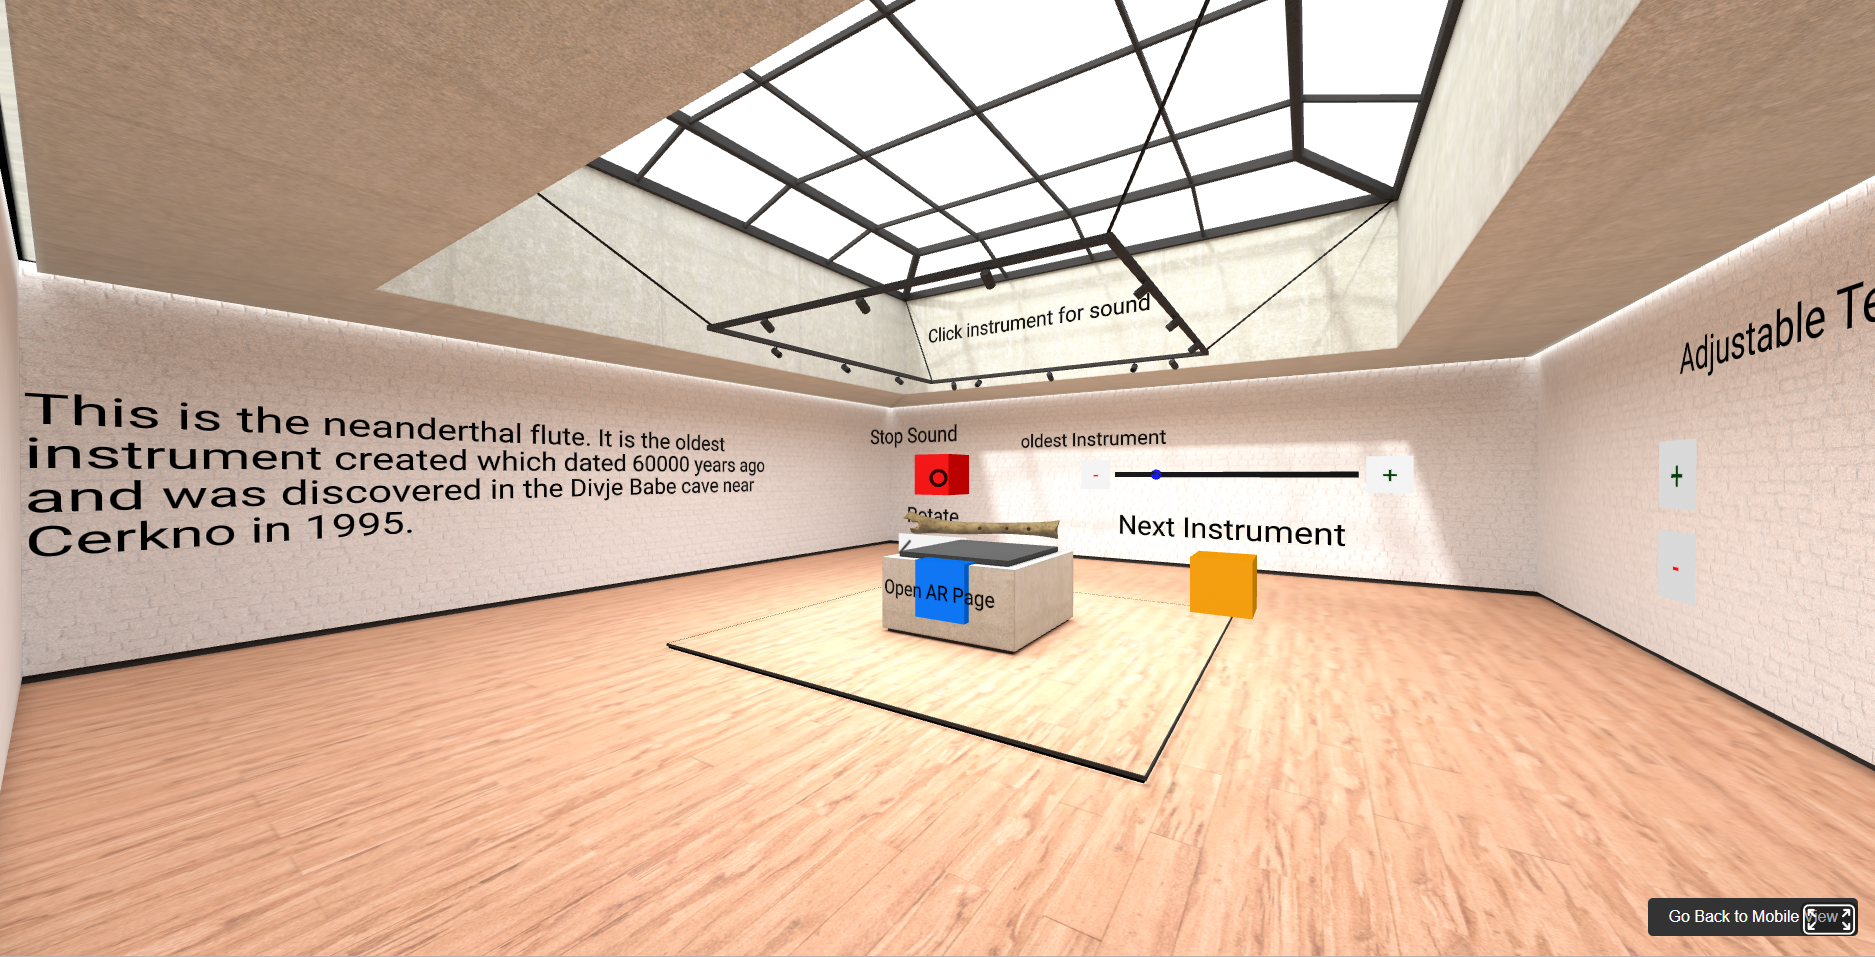 Click instrument for sound
Adjustable
This is the neanderthal flute. It is the oldest
instrument created which dated 60000 years ago
and was discovered in the Divje Babe cave near
Cerkno in 1995.
Stop Sound
oldest Instrument
-
+
Rotate
Next Instrument
Open AR Page
+
-
Go Back to Mobile View